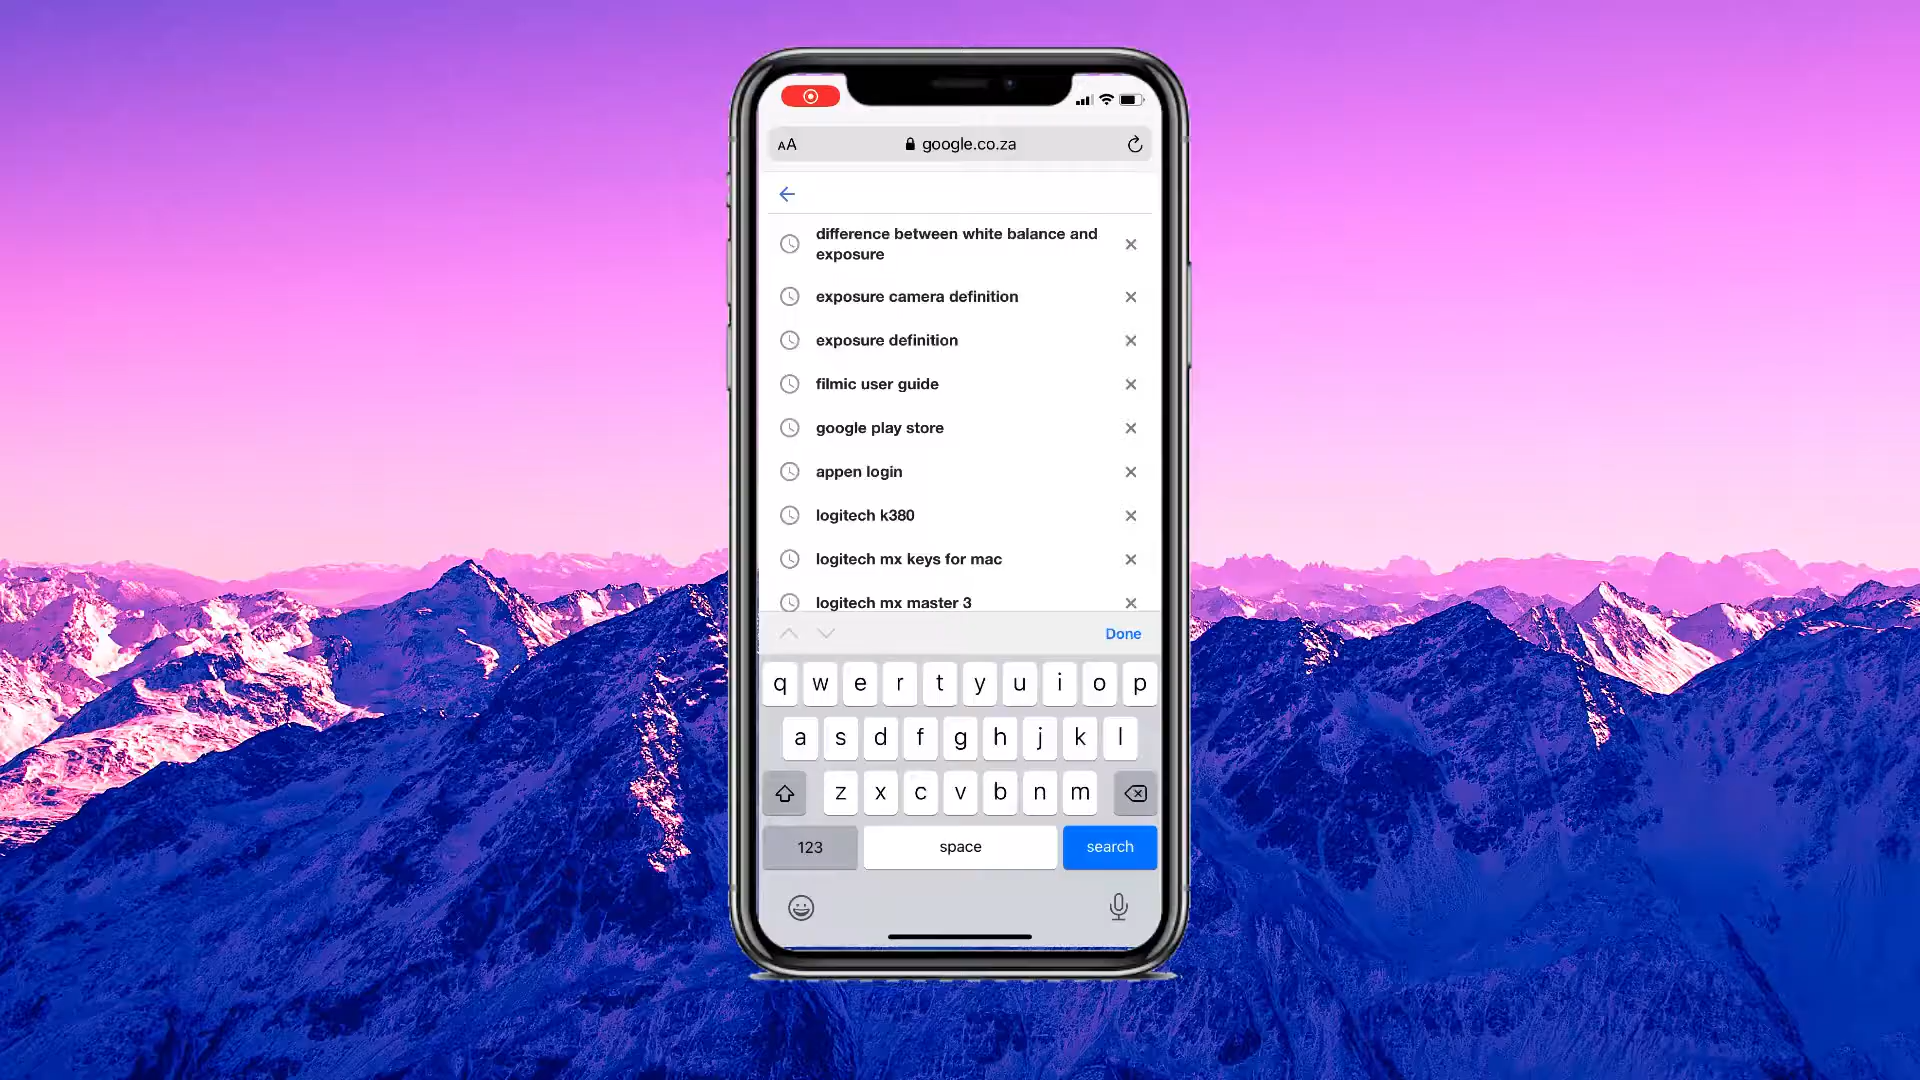 AA google.co.za
difference between white balance and
exposure
exposure camera definition
exposure definition
filmic user guide
google play store
appen login
logitech k380
logitech mx keys for mac
logitech mx master 3
Done
q w e r t y u i o p
a s d f g h j k l
z x c v b n m
123 space search